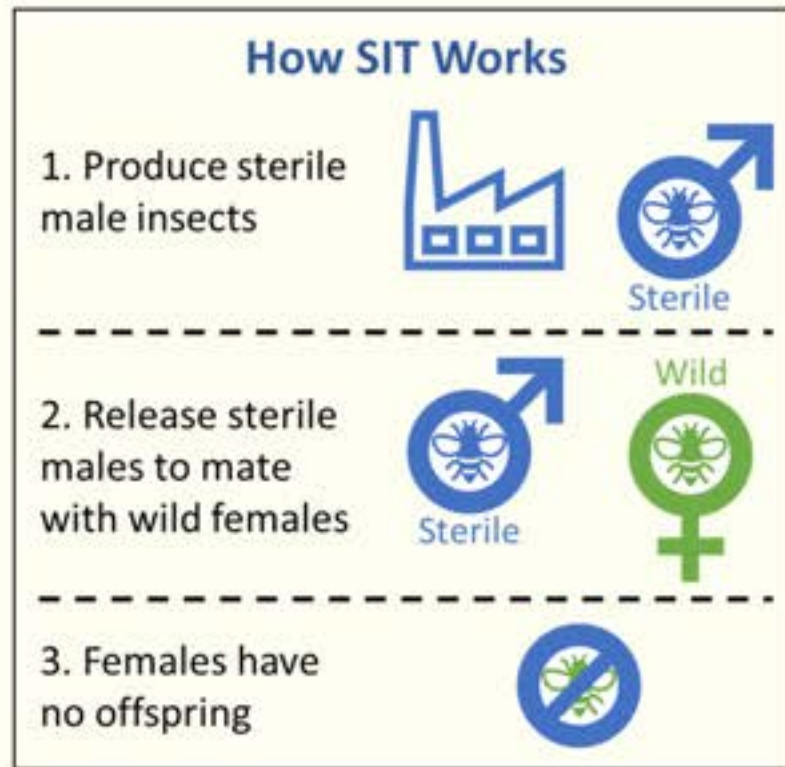 How SIT Works
1. Produce sterile
male insects
Sterile
2. Release sterile
males to mate
with wild females
Sterile
Wild
3. Females have
no offspring